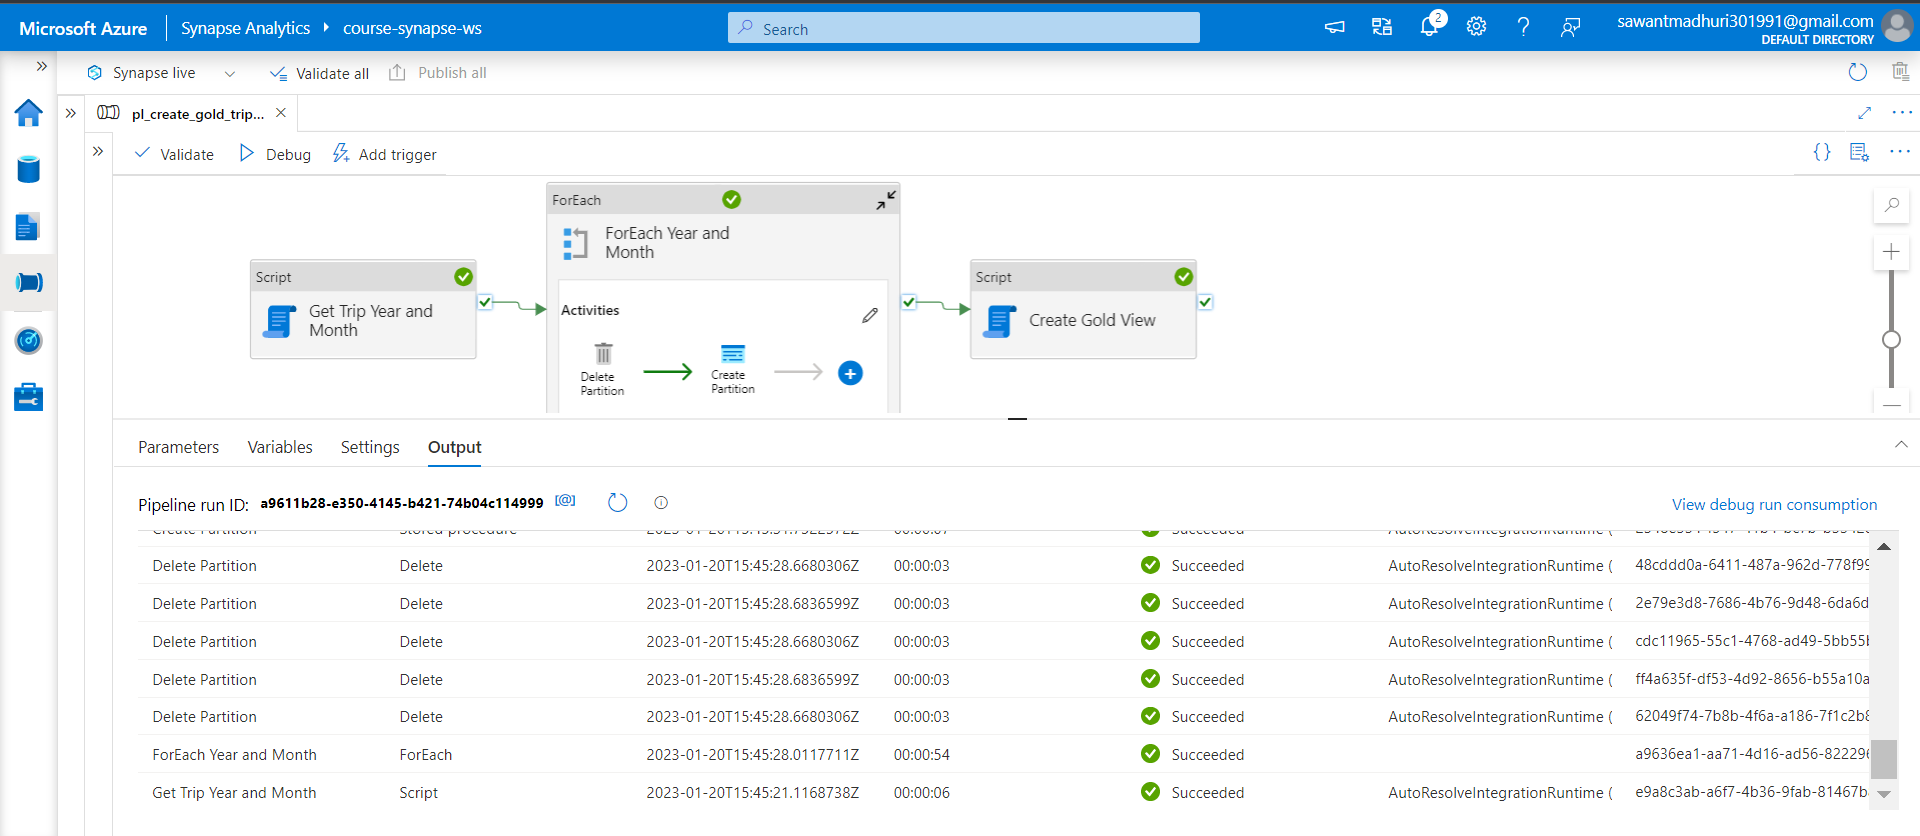 Microsoft Azure
Synapse Analytics
course-synapse-ws
Search
2
sawantmadhuri301991@gmail.com
DEFAULT DIRECTORY
Synapse live
Validate all
Publish all
pl_create_gold_trip...
Validate
Debug
Add trigger
ForEach
ForEach Year and
Month
Script
Get Trip Year and
Month
Activities
Delete
Partition
Create
Partition
Script
Create Gold View
Parameters Variables Settings Output
Pipeline run ID: a9611b28-e350-4145-b421-74b04c114999
View debug run consumption
Create Partition Stored procedure Succeeded AutoResolveIntegrationRuntime (
Delete Partition Delete 2023-01-20T15:45:28.6680306Z 00:00:03 Succeeded AutoResolveIntegrationRuntime ( 48cddd0a-6411-487a-962d-778f99
Delete Partition Delete 2023-01-20T15:45:28.6836599Z 00:00:03 Succeeded AutoResolveIntegrationRuntime ( 2e79e3d8-7686-4b76-9d48-6da6d
Delete Partition Delete 2023-01-20T15:45:28.6836599Z 00:00:03 Succeeded AutoResolveIntegrationRuntime ( cdc11965-55c1-4768-ad49-5bb55b
Delete Partition Delete 2023-01-20T15:45:28.6836599Z 00:00:03 Succeeded AutoResolveIntegrationRuntime ( ff4a635f-df53-4d92-8656-b55a10a
Delete Partition Delete 2023-01-20T15:45:28.6680306Z 00:00:03 Succeeded AutoResolveIntegrationRuntime ( 62049f74-7b8b-4f6a-a186-7f1c2b8
ForEach Year and Month ForEach 2023-01-20T15:45:28.0117711Z 00:00:54 Succeeded a9636ea1-aa71-4d16-ad56-822296
Get Trip Year and Month Script 2023-01-20T15:45:21.1168738Z 00:00:06 Succeeded AutoResolveIntegrationRuntime ( e9a8c3ab-a6f7-4b36-9fab-81467b